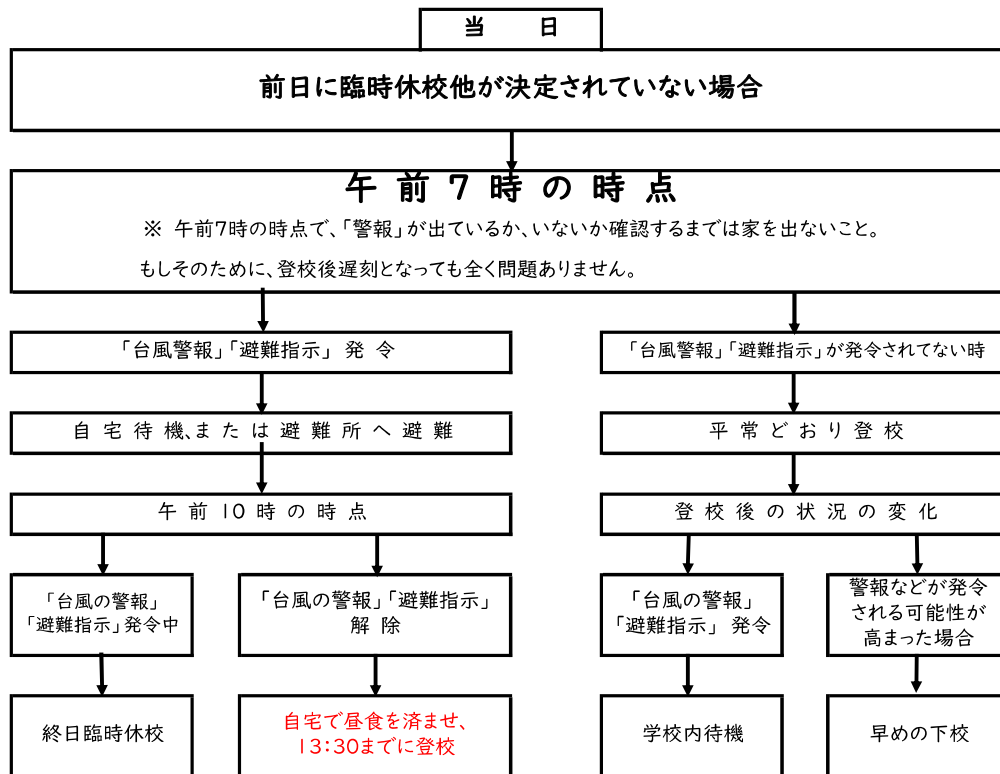 当 日
前日に臨時休校他が決定されていない場合
午 前 7 時 の 時 点
※ 午前7時の時点で、「警報」が出ているか、いないか確認するまでは家を出ないこと。
もしそのために、登校後遅刻となっても全く問題ありません。
「台風警報」「避難指示」 発 令
「台風警報」「避難指示」が発令されてない時
自 宅 待 機、ま た は 避 難 所 へ 避 難
平 常 ど お り 登 校
午 前 10 時 の 時 点
登 校 後 の 状 況 の 変 化
「台風の警報」
「避難指示」発令中
「台風の警報」「避難指示」
解 除
「台風の警報」
「避難指示」 発令
警報などが発令
される可能性が
高まった場合
終日臨時休校
自宅で昼食を済ませ、
13:30までに登校
学校内待機
早めの下校